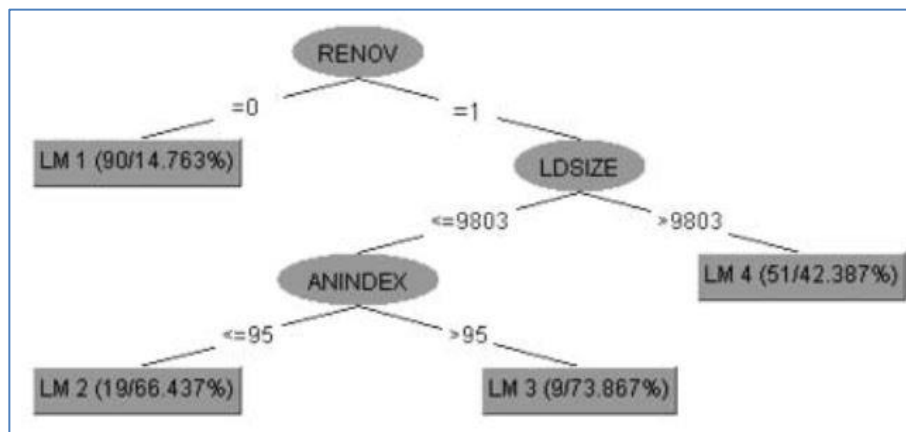 RENOV
=0
=1
LM 1 (90/14.763%)
LDSIZE
<=9803
>9803
ANINDEX
LM 4 (51/42.387%)
<=95
>95
LM 2 (19/66.437%)
LM 3 (9/73.867%)